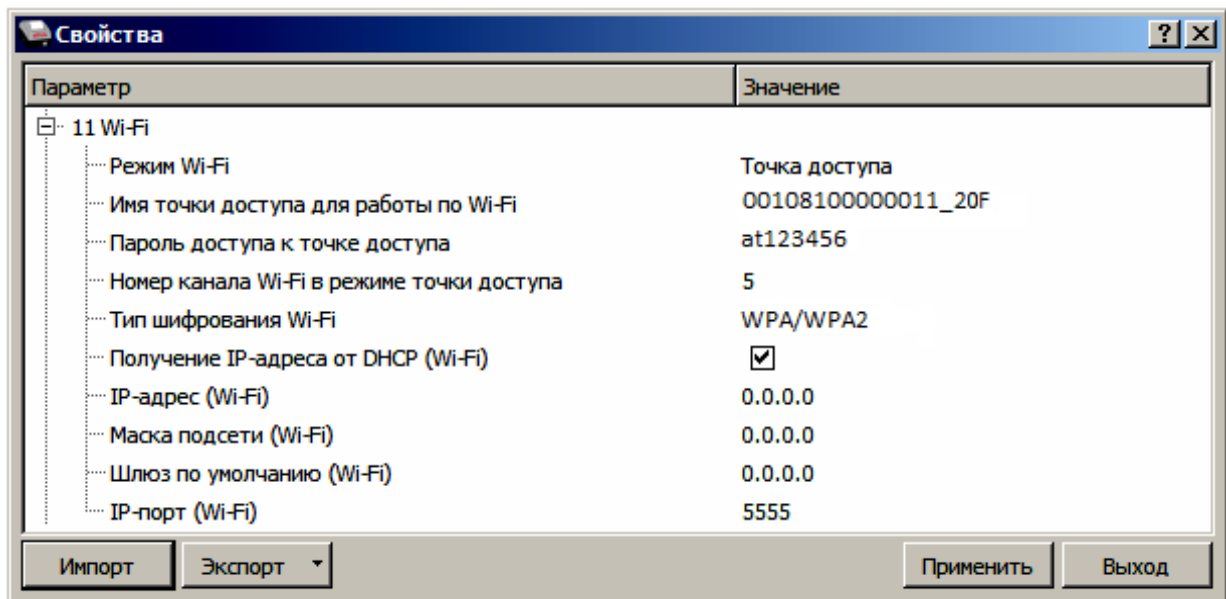 Свойства
Параметр Значение
11 Wi-Fi
Режим Wi-Fi Точка доступа
Имя точки доступа для работы по Wi-Fi 00108100000011_20F
Пароль доступа к точке доступа at123456
Номер канала Wi-Fi в режиме точки доступа 5
Тип шифрования Wi-Fi WPA/WPA2
Получение IP-адреса от DHCP (Wi-Fi)
IP-адрес (Wi-Fi) 0.0.0.0
Маска подсети (Wi-Fi) 0.0.0.0
Шлюз по умолчанию (Wi-Fi) 0.0.0.0
IP-порт (Wi-Fi) 5555
Импорт Экспорт Применить Выход